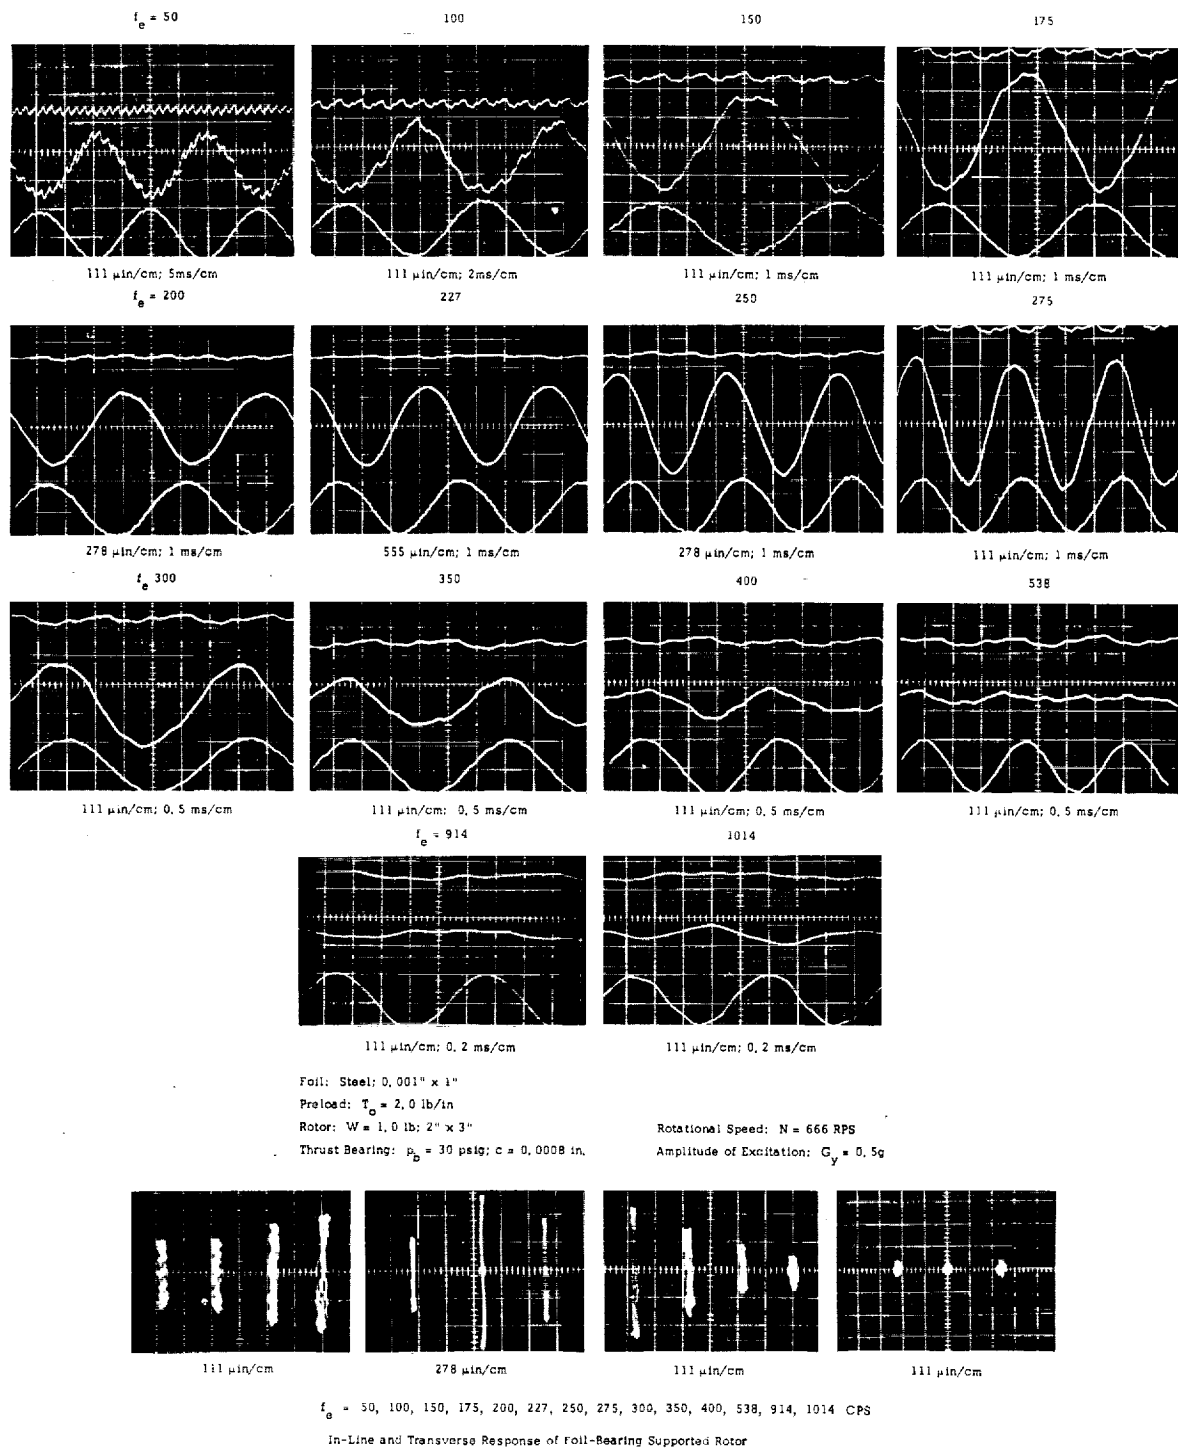 f_e = 50 100 150 175
111 µin/cm; 5ms/cm 111 µin/cm; 2ms/cm 111 µin/cm; 1 ms/cm 111 µin/cm; 1 ms/cm
f_e = 200 227 250 275
278 µin/cm; 1 ms/cm 555 µin/cm; 1 ms/cm 278 µin/cm; 1 ms/cm 111 µin/cm; 1 ms/cm
f_e 300 350 400 538
111 µin/cm; 0.5 ms/cm 111 µin/cm; 0.5 ms/cm 111 µin/cm; 0.5 ms/cm 111 µin/cm; 0.5 ms/cm
f_e = 914 1014
111 µin/cm; 0.2 ms/cm 111 µin/cm; 0.2 ms/cm
Foil: Steel; 0.001" x 1"
Preload: T_o = 2.0 lb/in
Rotor: W = 1.0 lb; 2" x 3" Rotational Speed: N = 666 RPS
Thrust Bearing: p_b = 30 psig; c = 0.0008 in. Amplitude of Excitation; G_y = 0.5g
111 µin/cm 278 µin/cm 111 µin/cm 111 µin/cm
f_e = 50, 100, 150, 175, 200, 227, 250, 275, 300, 350, 400, 538, 914, 1014 CPS
In-Line and Transverse Response of Foil-Bearing Supported Rotor